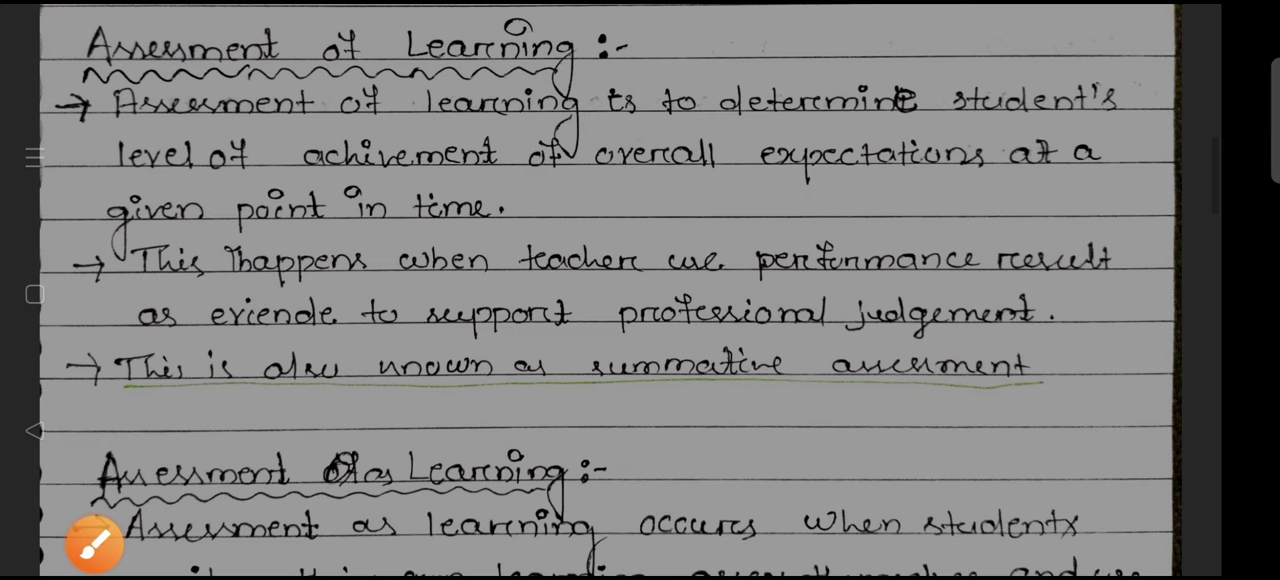 Assessment of Learning :-
→ Assessment of learning is to determine student's
level of achivement of overall expectations at a
given point in time.
→ This happens when teacher use performance result
as eviende to support professional judgement.
→ This is also unown as summative assessment
Assessment as Learning :-
→ Assessment as learning occurs when students